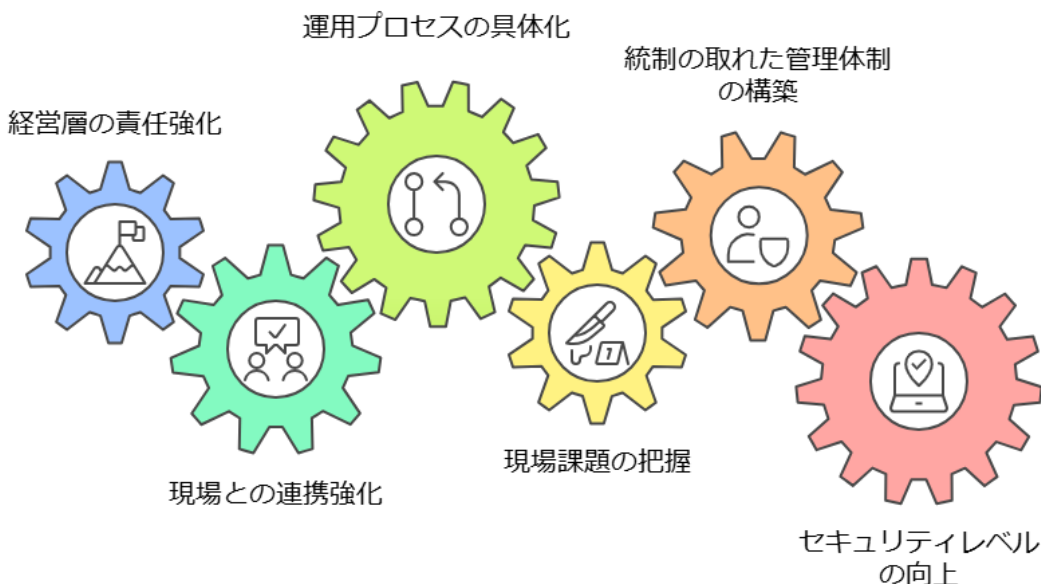 運用プロセスの具体化
統制の取れた管理体制
の構築
経営層の責任強化
現場課題の把握
現場との連携強化
セキュリティレベル
の向上